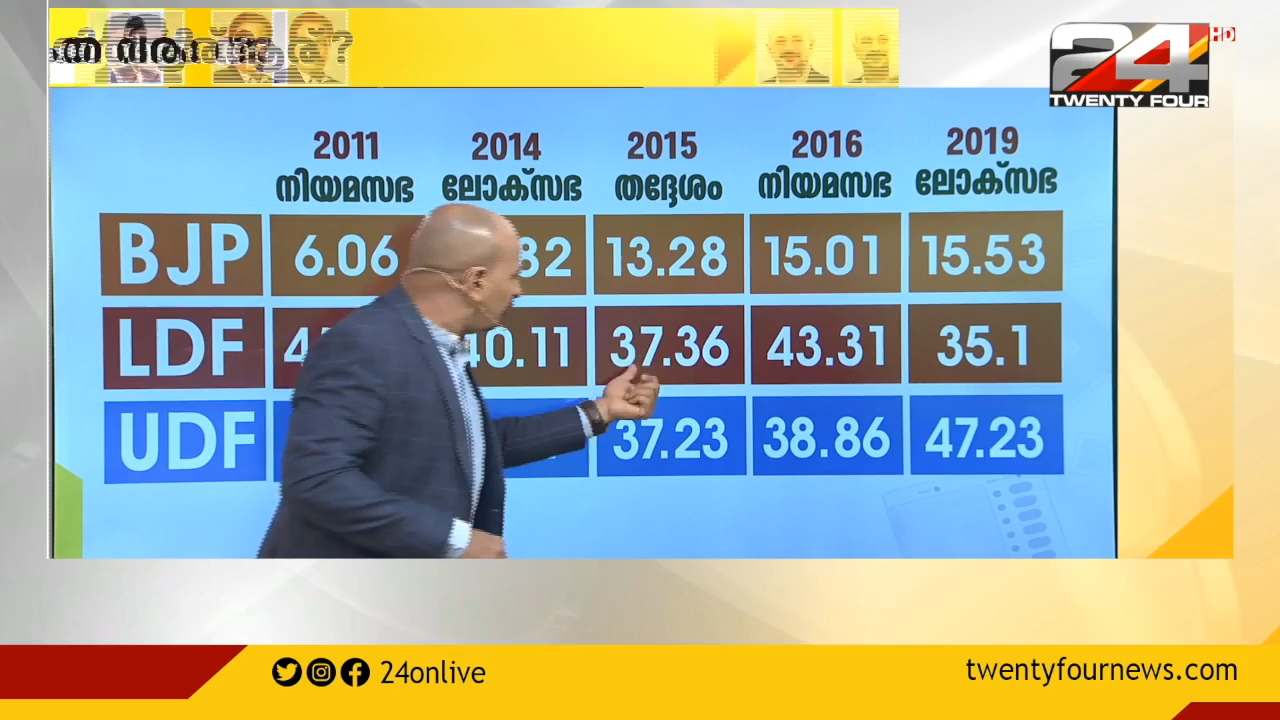 24
HD
TWENTY FOUR
2011 2014 2015 2016 2019
നിയമസഭ ലോക്സഭ തദ്ദേശം നിയമസഭ ലോക്സഭ
BJP 6.06 13.28 15.01 15.53
LDF 40.11 37.36 43.31 35.1
UDF 37.23 38.86 47.23
24onlive
twentyfournews.com